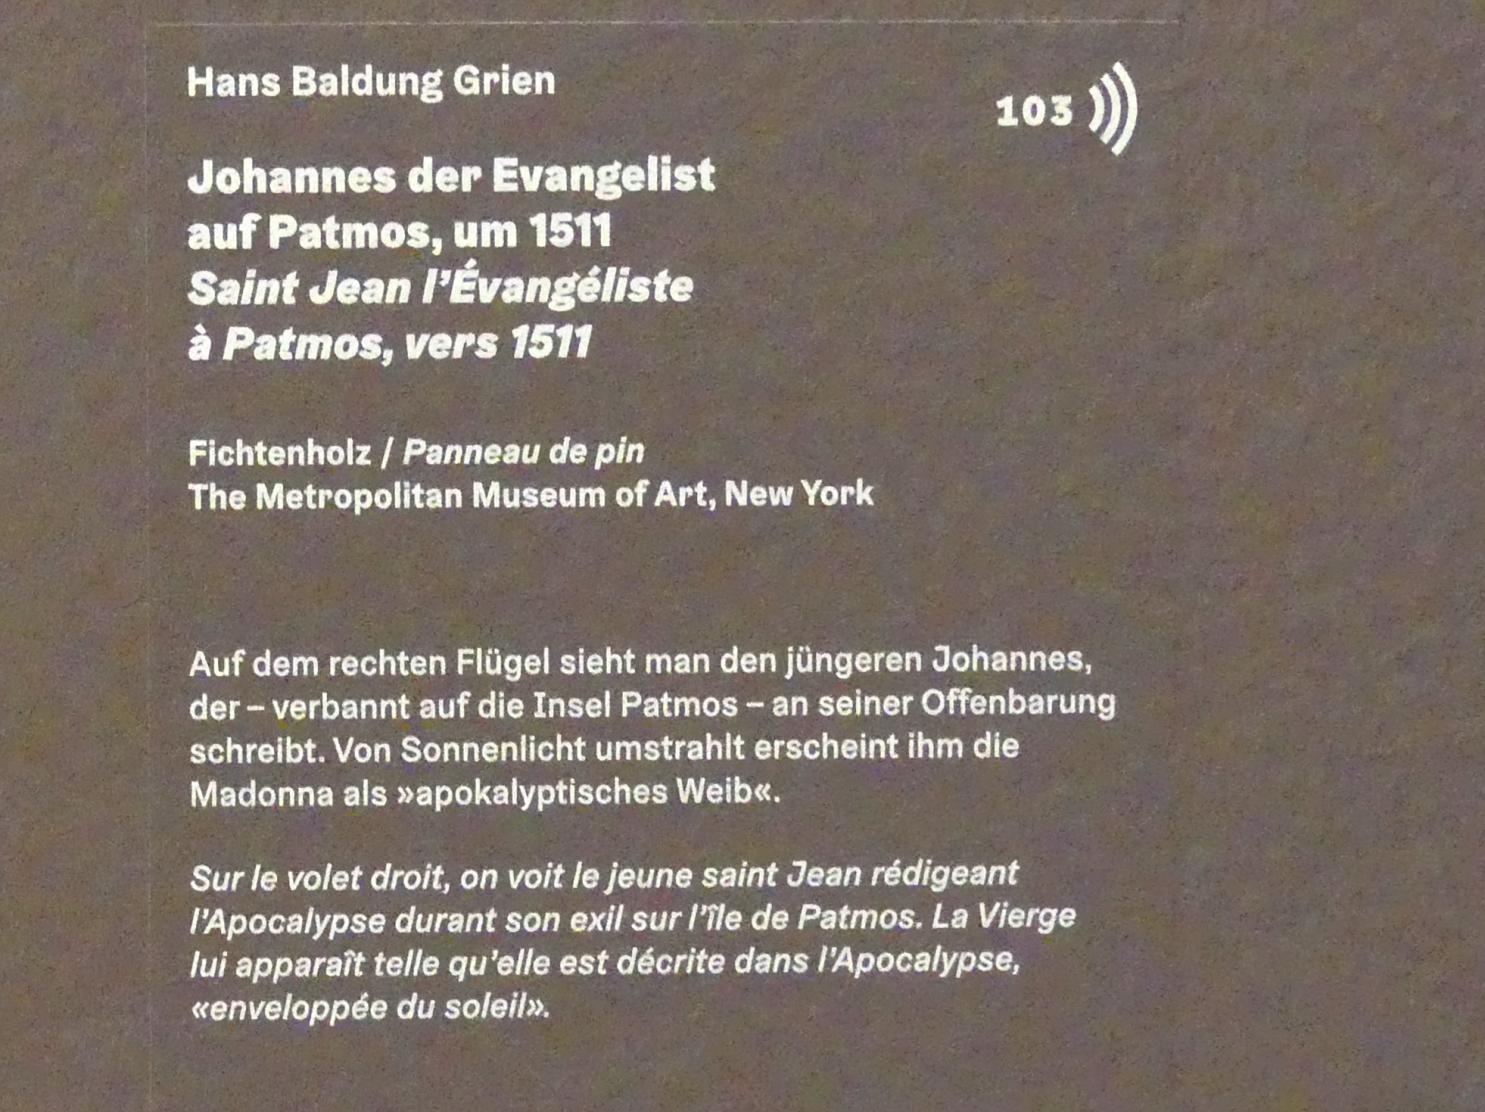 Hans Baldung Grien
103
Johannes der Evangelist
auf Patmos, um 1511
Saint Jean l’Évangéliste
à Patmos, vers 1511
Fichtenholz / Panneau de pin
The Metropolitan Museum of Art, New York
Auf dem rechten Flügel sieht man den jüngeren Johannes,
der – verbannt auf die Insel Patmos – an seiner Offenbarung
schreibt. Von Sonnenlicht umstrahlt erscheint ihm die
Madonna als »apokalyptisches Weib«.
Sur le volet droit, on voit le jeune saint Jean rédigeant
l’Apocalypse durant son exil sur l’île de Patmos. La Vierge
lui apparaît telle qu’elle est décrite dans l’Apocalypse,
«enveloppée du soleil».